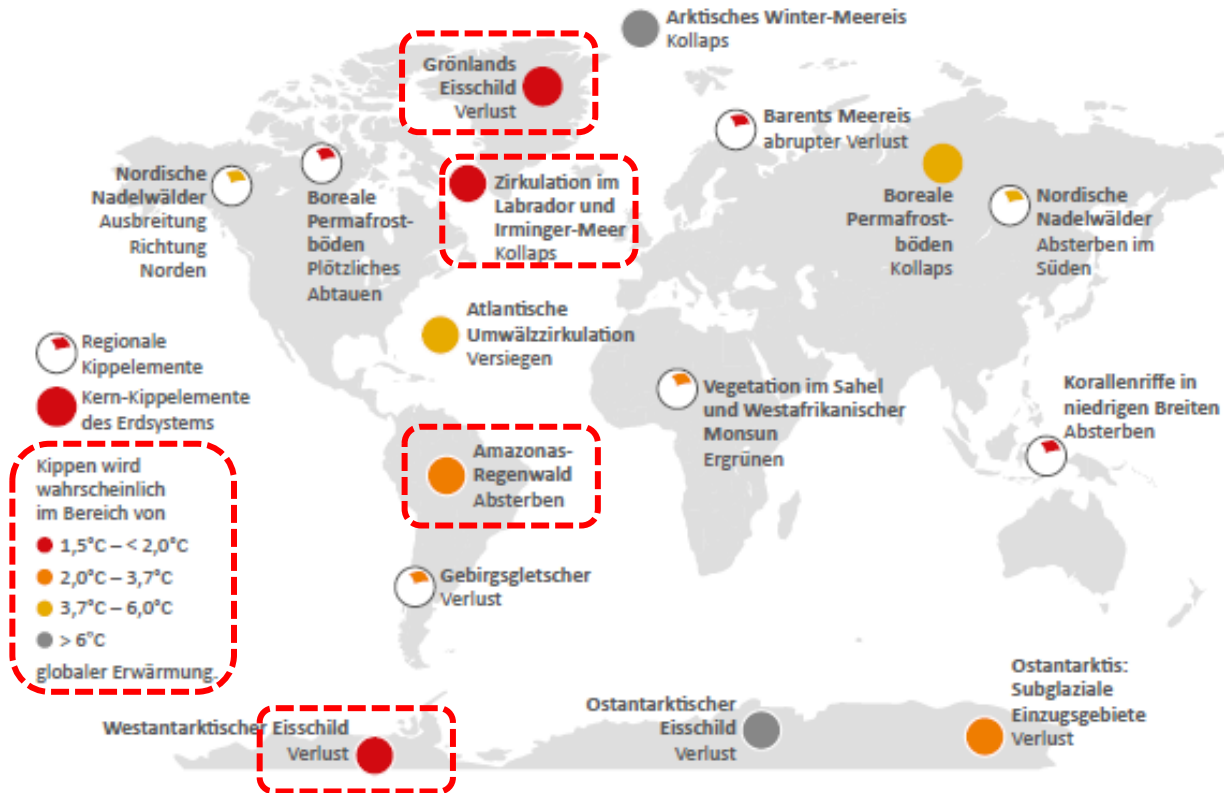 Arktisches Winter-Meereis
Kollaps
Grönlands
Eisschild
Verlust
Barents Meereis
abrupter Verlust
Nordische
Nadelwälder
Ausbreitung
Richtung
Norden
Boreale
Permafrost-
böden
Plötzliches
Abtauen
Zirkulation im
Labrador und
Irminger-Meer
Kollaps
Boreale
Permafrost-
böden
Kollaps
Nordische
Nadelwälder
Absterben im
Süden
Atlantische
Umwälzzirkulation
Versiegen
Regionale
Kippelemente
Kern-Kippelemente
des Erdsystems
Vegetation im Sahel
und Westafrikanischer
Monsun
Ergrünen
Korallenriffe in
niedrigen Breiten
Absterben
Amazonas-
Regenwald
Absterben
Kippen wird
wahrscheinlich
im Bereich von
1,5°C – < 2,0°C
2,0°C – 3,7°C
3,7°C – 6,0°C
> 6°C
globaler Erwärmung.
Gebirgsgletscher
Verlust
Westantarktischer Eisschild
Verlust
Ostantarktischer
Eisschild
Verlust
Ostantarktis:
Subglaziale
Einzugsgebiete
Verlust